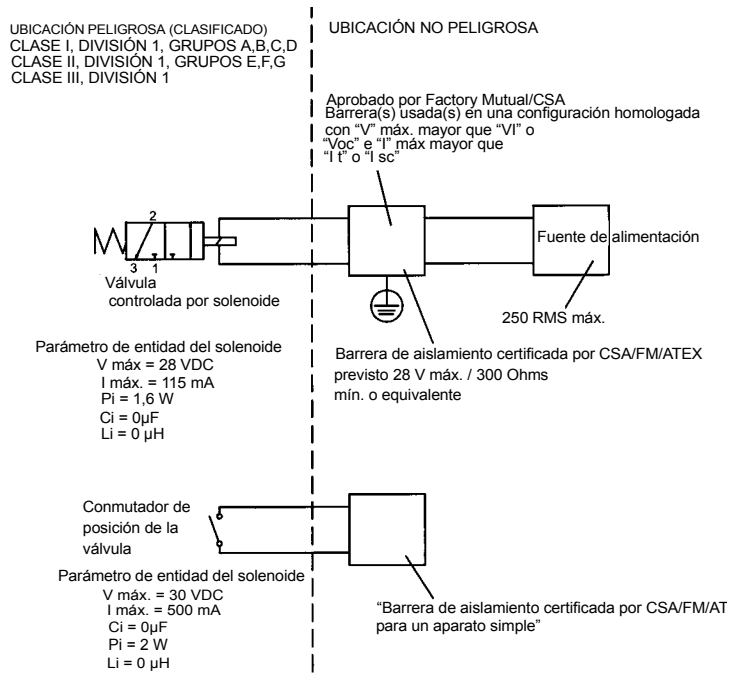 UBICACIÓN PELIGROSA (CLASIFICADO)
CLASE I, DIVISIÓN 1, GRUPOS A,B,C,D
CLASE II, DIVISIÓN 1, GRUPOS E,F,G
CLASE III, DIVISIÓN 1
UBICACIÓN NO PELIGROSA
Aprobado por Factory Mutual/CSA
Barrera(s) usada(s) en una configuración homologada
con “V” máx. mayor que “VI” o
“Voc” e “I” máx mayor que
“I t” o “I sc”
2
3 1
Válvula
controlada por solenoide
Fuente de alimentación
250 RMS máx.
Parámetro de entidad del solenoide
V máx = 28 VDC
I máx. = 115 mA
Pi = 1,6 W
Ci = 0µF
Li = 0 µH
Barrera de aislamiento certificada por CSA/FM/ATEX
previsto 28 V máx. / 300 Ohms
mín. o equivalente
Conmutador de
posición de la
válvula
Parámetro de entidad del solenoide
V máx. = 30 VDC
I máx. = 500 mA
Ci = 0µF
Pi = 2 W
Li = 0 µH
“Barrera de aislamiento certificada por CSA/FM/AT
para un aparato simple”